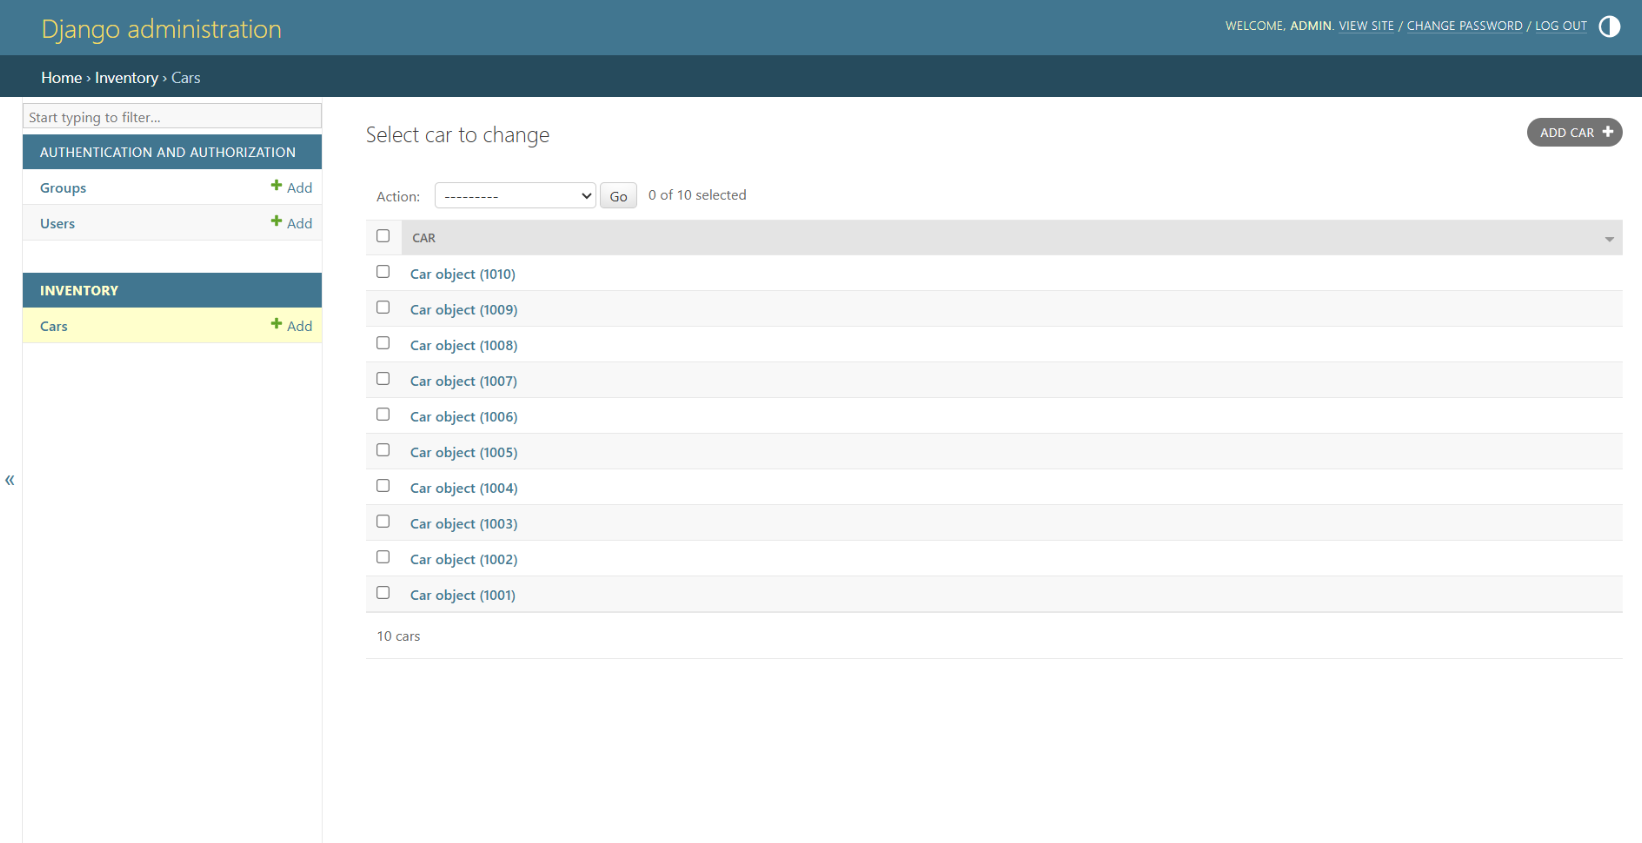 Django administration
WELCOME, ADMIN. VIEW SITE / CHANGE PASSWORD / LOG OUT
Home › Inventory › Cars
Start typing to filter...
AUTHENTICATION AND AUTHORIZATION
Groups + Add
Users + Add
INVENTORY
Cars + Add
«
Select car to change
ADD CAR +
Action: --------- Go 0 of 10 selected
CAR
Car object (1010)
Car object (1009)
Car object (1008)
Car object (1007)
Car object (1006)
Car object (1005)
Car object (1004)
Car object (1003)
Car object (1002)
Car object (1001)
10 cars